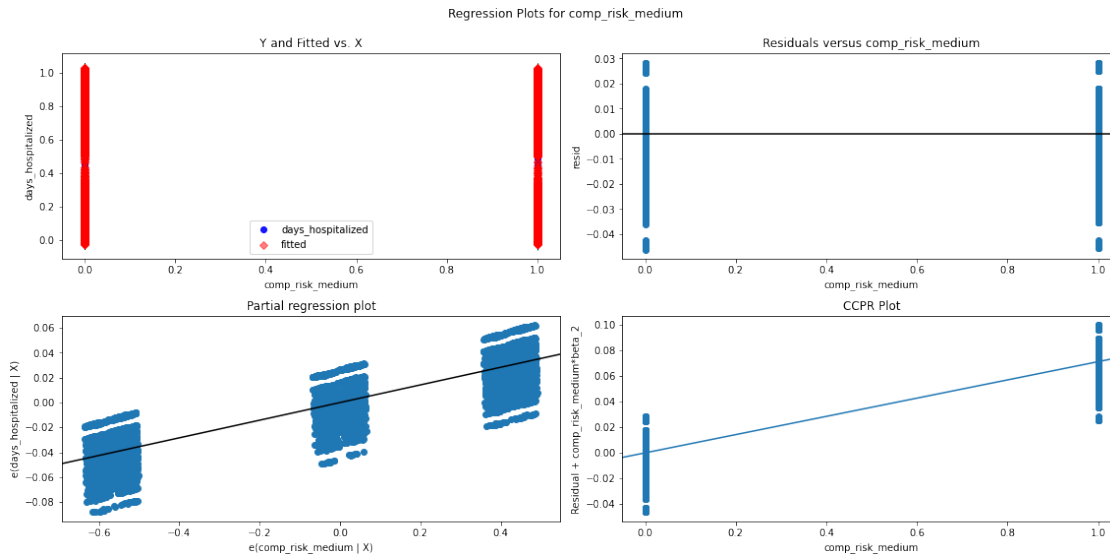 Regression Plots for comp_risk_medium
Y and Fitted vs. X
days_hospitalized
1.0
0.8
0.6
0.4
0.2
0.0
days_hospitalized
fitted
0.0 0.2 0.4 0.6 0.8 1.0
comp_risk_medium
Residuals versus comp_risk_medium
resid
0.03
0.02
0.01
0.00
−0.01
−0.02
−0.03
−0.04
0.0 0.2 0.4 0.6 0.8 1.0
comp_risk_medium
Partial regression plot
e(days_hospitalized | X)
0.06
0.04
0.02
0.00
−0.02
−0.04
−0.06
−0.08
−0.6 −0.4 −0.2 0.0 0.2 0.4
e(comp_risk_medium | X)
CCPR Plot
Residual + comp_risk_medium*beta_2
0.10
0.08
0.06
0.04
0.02
0.00
−0.02
−0.04
0.0 0.2 0.4 0.6 0.8 1.0
comp_risk_medium